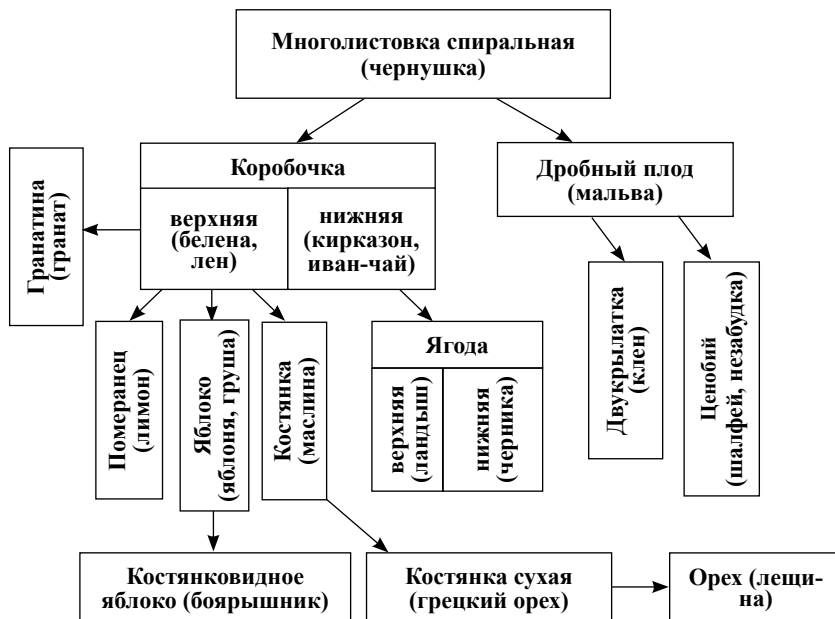 Многолистовка спиральная
(чернушка)
Коробочка
верхняя
(белена,
лен)
нижняя
(кирказон,
иван-чай)
Дробный плод
(мальва)
Гранатина
(гранат)
Померанец
(лимон)
Яблоко
(яблоня, груша)
Костянка
(маслина)
Ягода
верхняя
(ландыш)
нижняя
(черника)
Двукрылатка
(клен)
Ценобий
(шалфей, незабудка)
Костянковидное
яблоко (боярышник)
Костянка сухая
(грецкий орех)
Орех (лещи-
на)